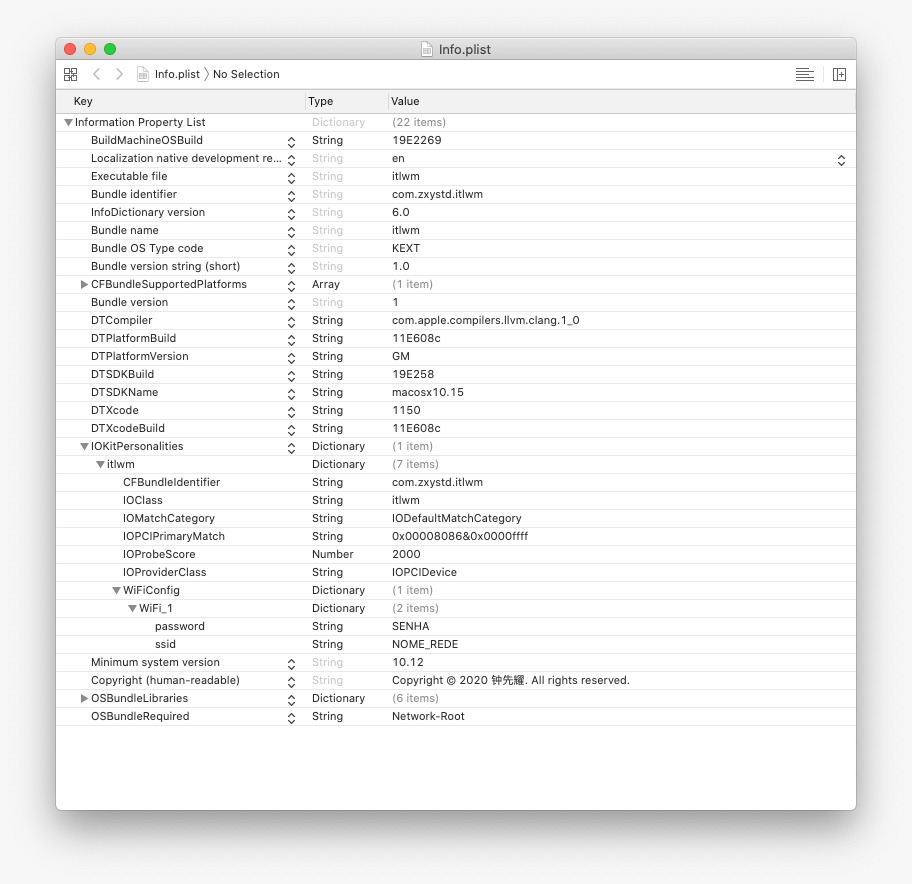 Info.plist
Info.plist No Selection
Key Type Value
Information Property List Dictionary (22 items)
BuildMachineOSBuild String 19E2269
Localization native development re... String en
Executable file String itlwm
Bundle identifier String com.zxystd.itlwm
InfoDictionary version String 6.0
Bundle name String itlwm
Bundle OS Type code String KEXT
Bundle version string (short) String 1.0
CFBundleSupportedPlatforms Array (1 item)
Bundle version String 1
DTCompiler String com.apple.compilers.llvm.clang.1_0
DTPlatformBuild String 11E608c
DTPlatformVersion String GM
DTSDKBuild String 19E258
DTSDKName String macosx10.15
DTXcode String 1150
DTXcodeBuild String 11E608c
IOKitPersonalities Dictionary (1 item)
itlwm Dictionary (7 items)
CFBundleIdentifier String com.zxystd.itlwm
IOClass String itlwm
IOMatchCategory String IODefaultMatchCategory
IOPCIPrimaryMatch String 0x00008086&0x0000ffff
IOProbeScore Number 2000
IOProviderClass String IOPCIDevice
WiFiConfig Dictionary (1 item)
WiFi_1 Dictionary (2 items)
password String SENHA
ssid String NOME_REDE
Minimum system version String 10.12
Copyright (human-readable) String Copyright © 2020 钟先耀. All rights reserved.
OSBundleLibraries Dictionary (6 items)
OSBundleRequired String Network-Root